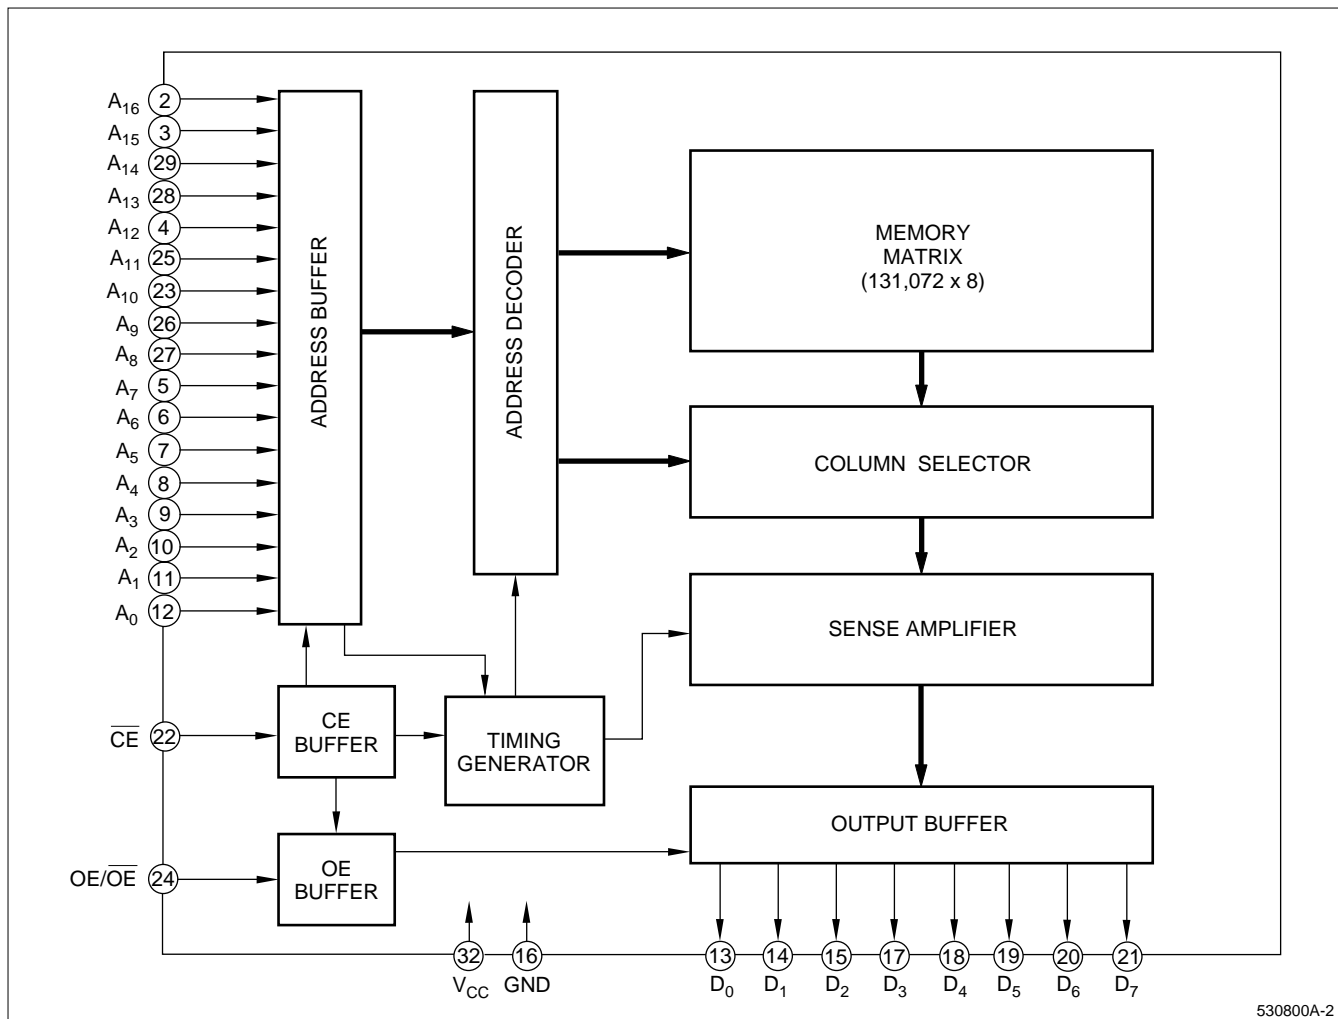 A16 2
A15 3
A14 29
A13 28
A12 4
A11 25
A10 23
A9 26
A8 27
A7 5
A6 6
A5 7
A4 8
A3 9
A2 10
A1 11
A0 12
C̅E̅ 22
OE/O̅E̅ 24
ADDRESS BUFFER
ADDRESS DECODER
MEMORY
MATRIX
(131,072 x 8)
COLUMN SELECTOR
SENSE AMPLIFIER
CE
BUFFER
TIMING
GENERATOR
OE
BUFFER
OUTPUT BUFFER
32 16 13 14 15 17 18 19 20 21
VCC GND D0 D1 D2 D3 D4 D5 D6 D7
530800A-2